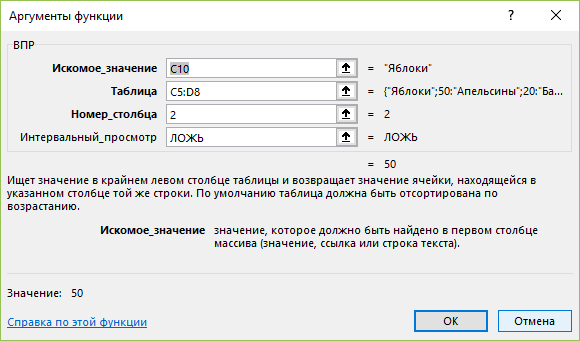 Аргументы функции ? ×
ВПР
Искомое_значение C10 = "Яблоки"
Таблица C5:D8 = {"Яблоки";50:"Апельсины";20:"Ба...
Номер_столбца 2 = 2
Интервальный_просмотр ЛОЖЬ = ЛОЖЬ
= 50
Ищет значение в крайнем левом столбце таблицы и возвращает значение ячейки, находящейся в
указанном столбце той же строки. По умолчанию таблица должна быть отсортирована по
возрастанию.
Искомое_значение значение, которое должно быть найдено в первом столбце
массива (значение, ссылка или строка текста).
Значение: 50
Справка по этой функции ОК Отмена